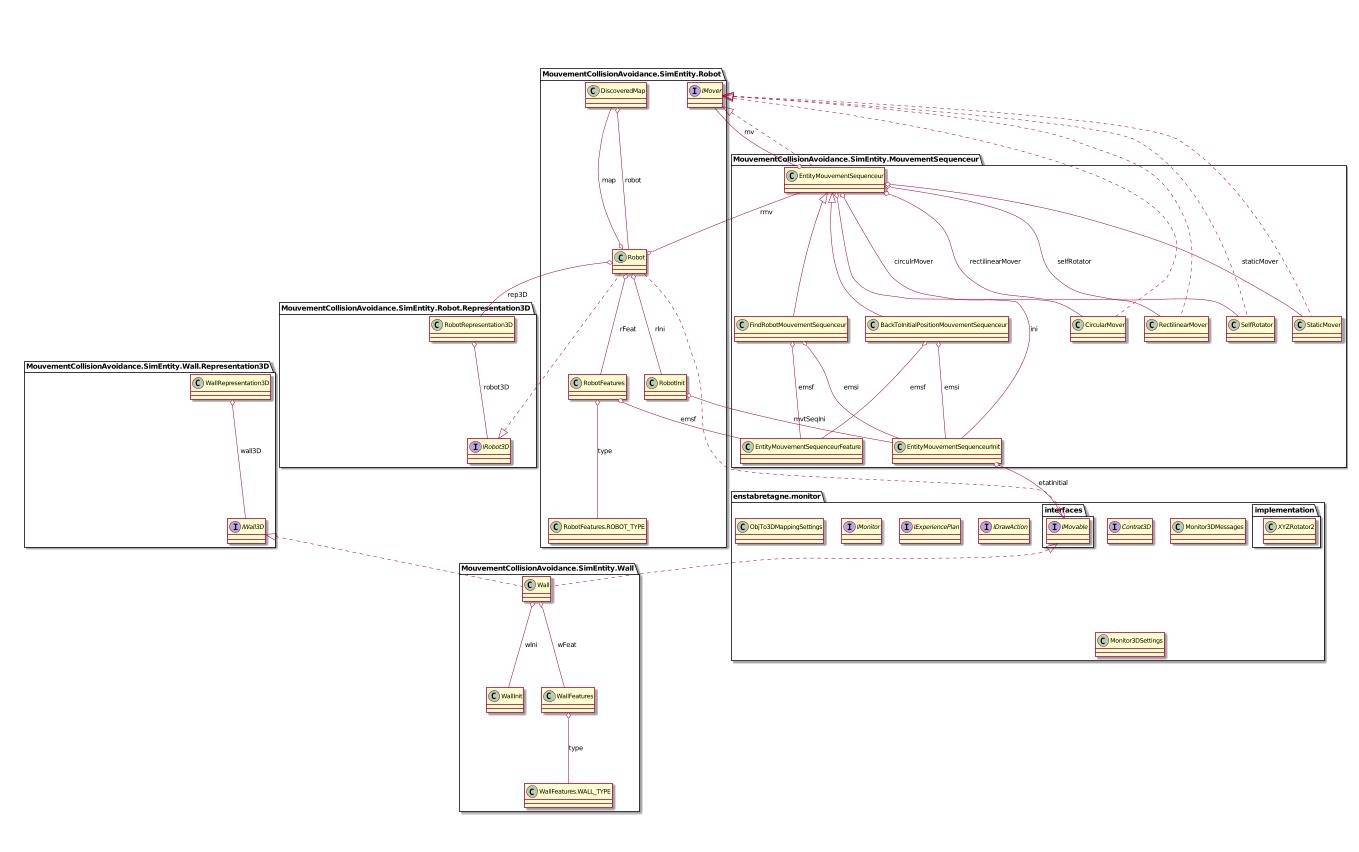 MouvementCollisionAvoidance.SimEntity.Robot
C DiscoveredMap
I IMover
mv
MouvementCollisionAvoidance.SimEntity.MouvementSequenceur
C EntityMouvementSequenceur
map
robot
rmv
C Robot
circulrMover
rectilinearMover
selfRotator
staticMover
rep3D
MouvementCollisionAvoidance.SimEntity.Robot.Representation3D
C RobotRepresentation3D
rFeat
rIni
C FindRobotMouvementSequenceur
C BackToInitialPositionMouvementSequenceur
ini
C CircularMover
C RectilinearMover
C SelfRotator
C StaticMover
MouvementCollisionAvoidance.SimEntity.Wall.Representation3D
C WallRepresentation3D
robot3D
C RobotFeatures
C RobotInit
emsf
emsi
emsf
emsi
emsf
mvtSeqIni
wall3D
type
I IRobot3D
C EntityMouvementSequenceurFeature
C EntityMouvementSequenceurInit
etatInitial
enstabretagne.monitor
interfaces
implementation
I IWall3D
C RobotFeatures.ROBOT_TYPE
C ObjTo3DMappingSettings
I IMonitor
I IExperiencePlan
I IDrawAction
I IMovable
I Contrat3D
C Monitor3DMessages
C XYZRotator2
MouvementCollisionAvoidance.SimEntity.Wall
C Wall
wIni
wFeat
C Monitor3DSettings
C WallInit
C WallFeatures
type
C WallFeatures.WALL_TYPE